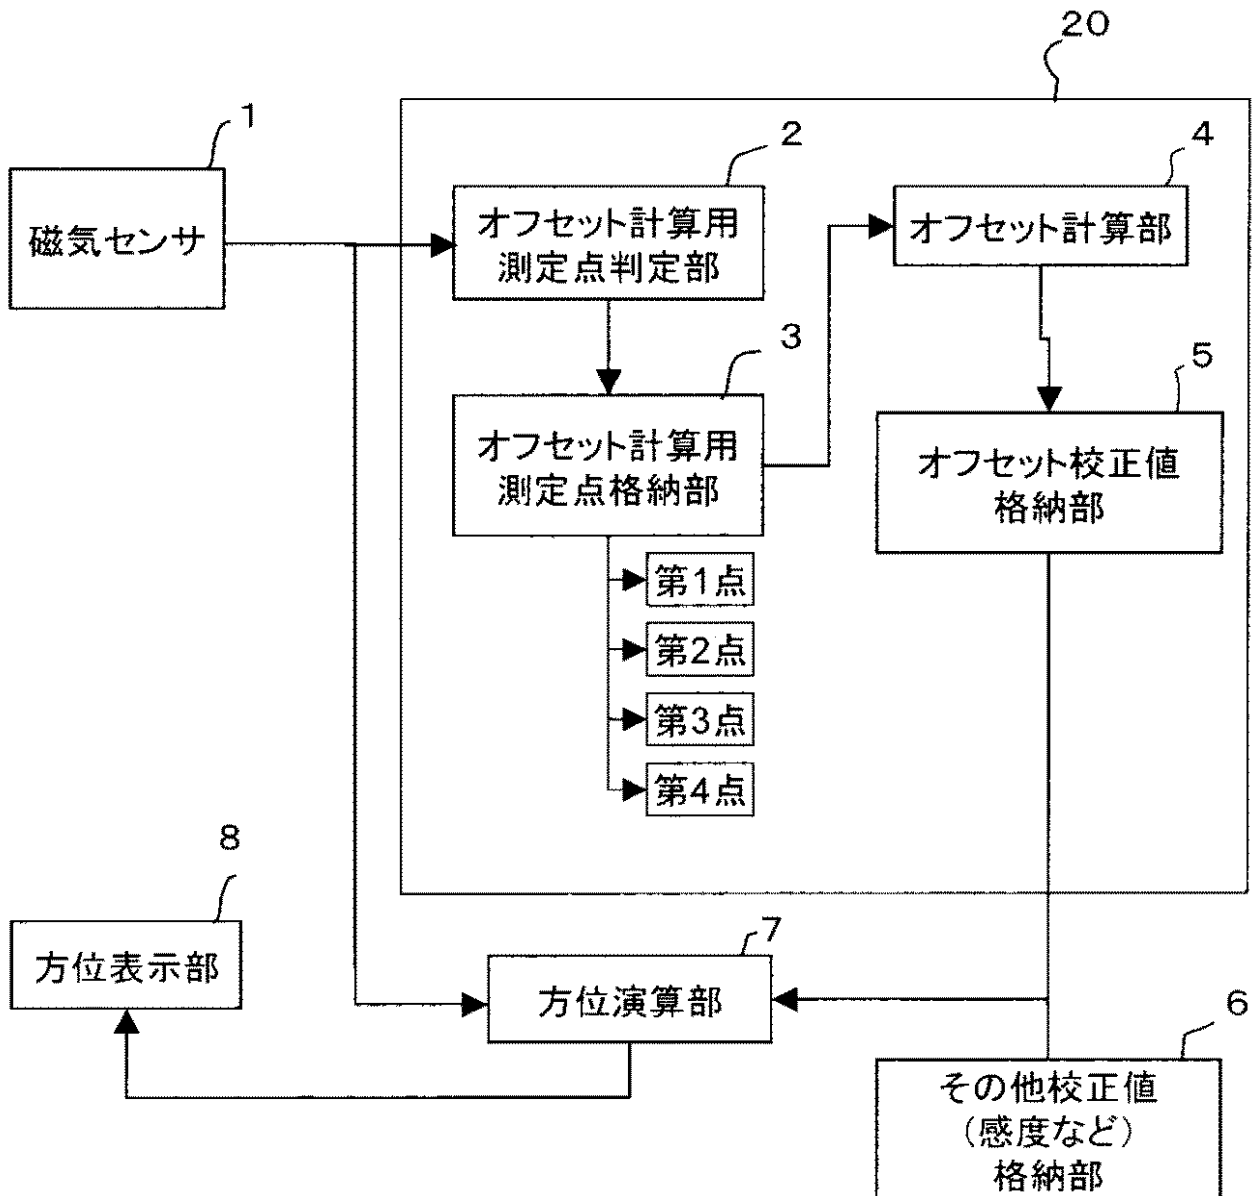 20
1
2
4
磁気センサ
オフセット計算用
測定点判定部
オフセット計算部
3
5
オフセット計算用
測定点格納部
オフセット校正値
格納部
第1点
第2点
第3点
第4点
8
7
方位表示部
方位演算部
6
その他校正値
(感度など)
格納部